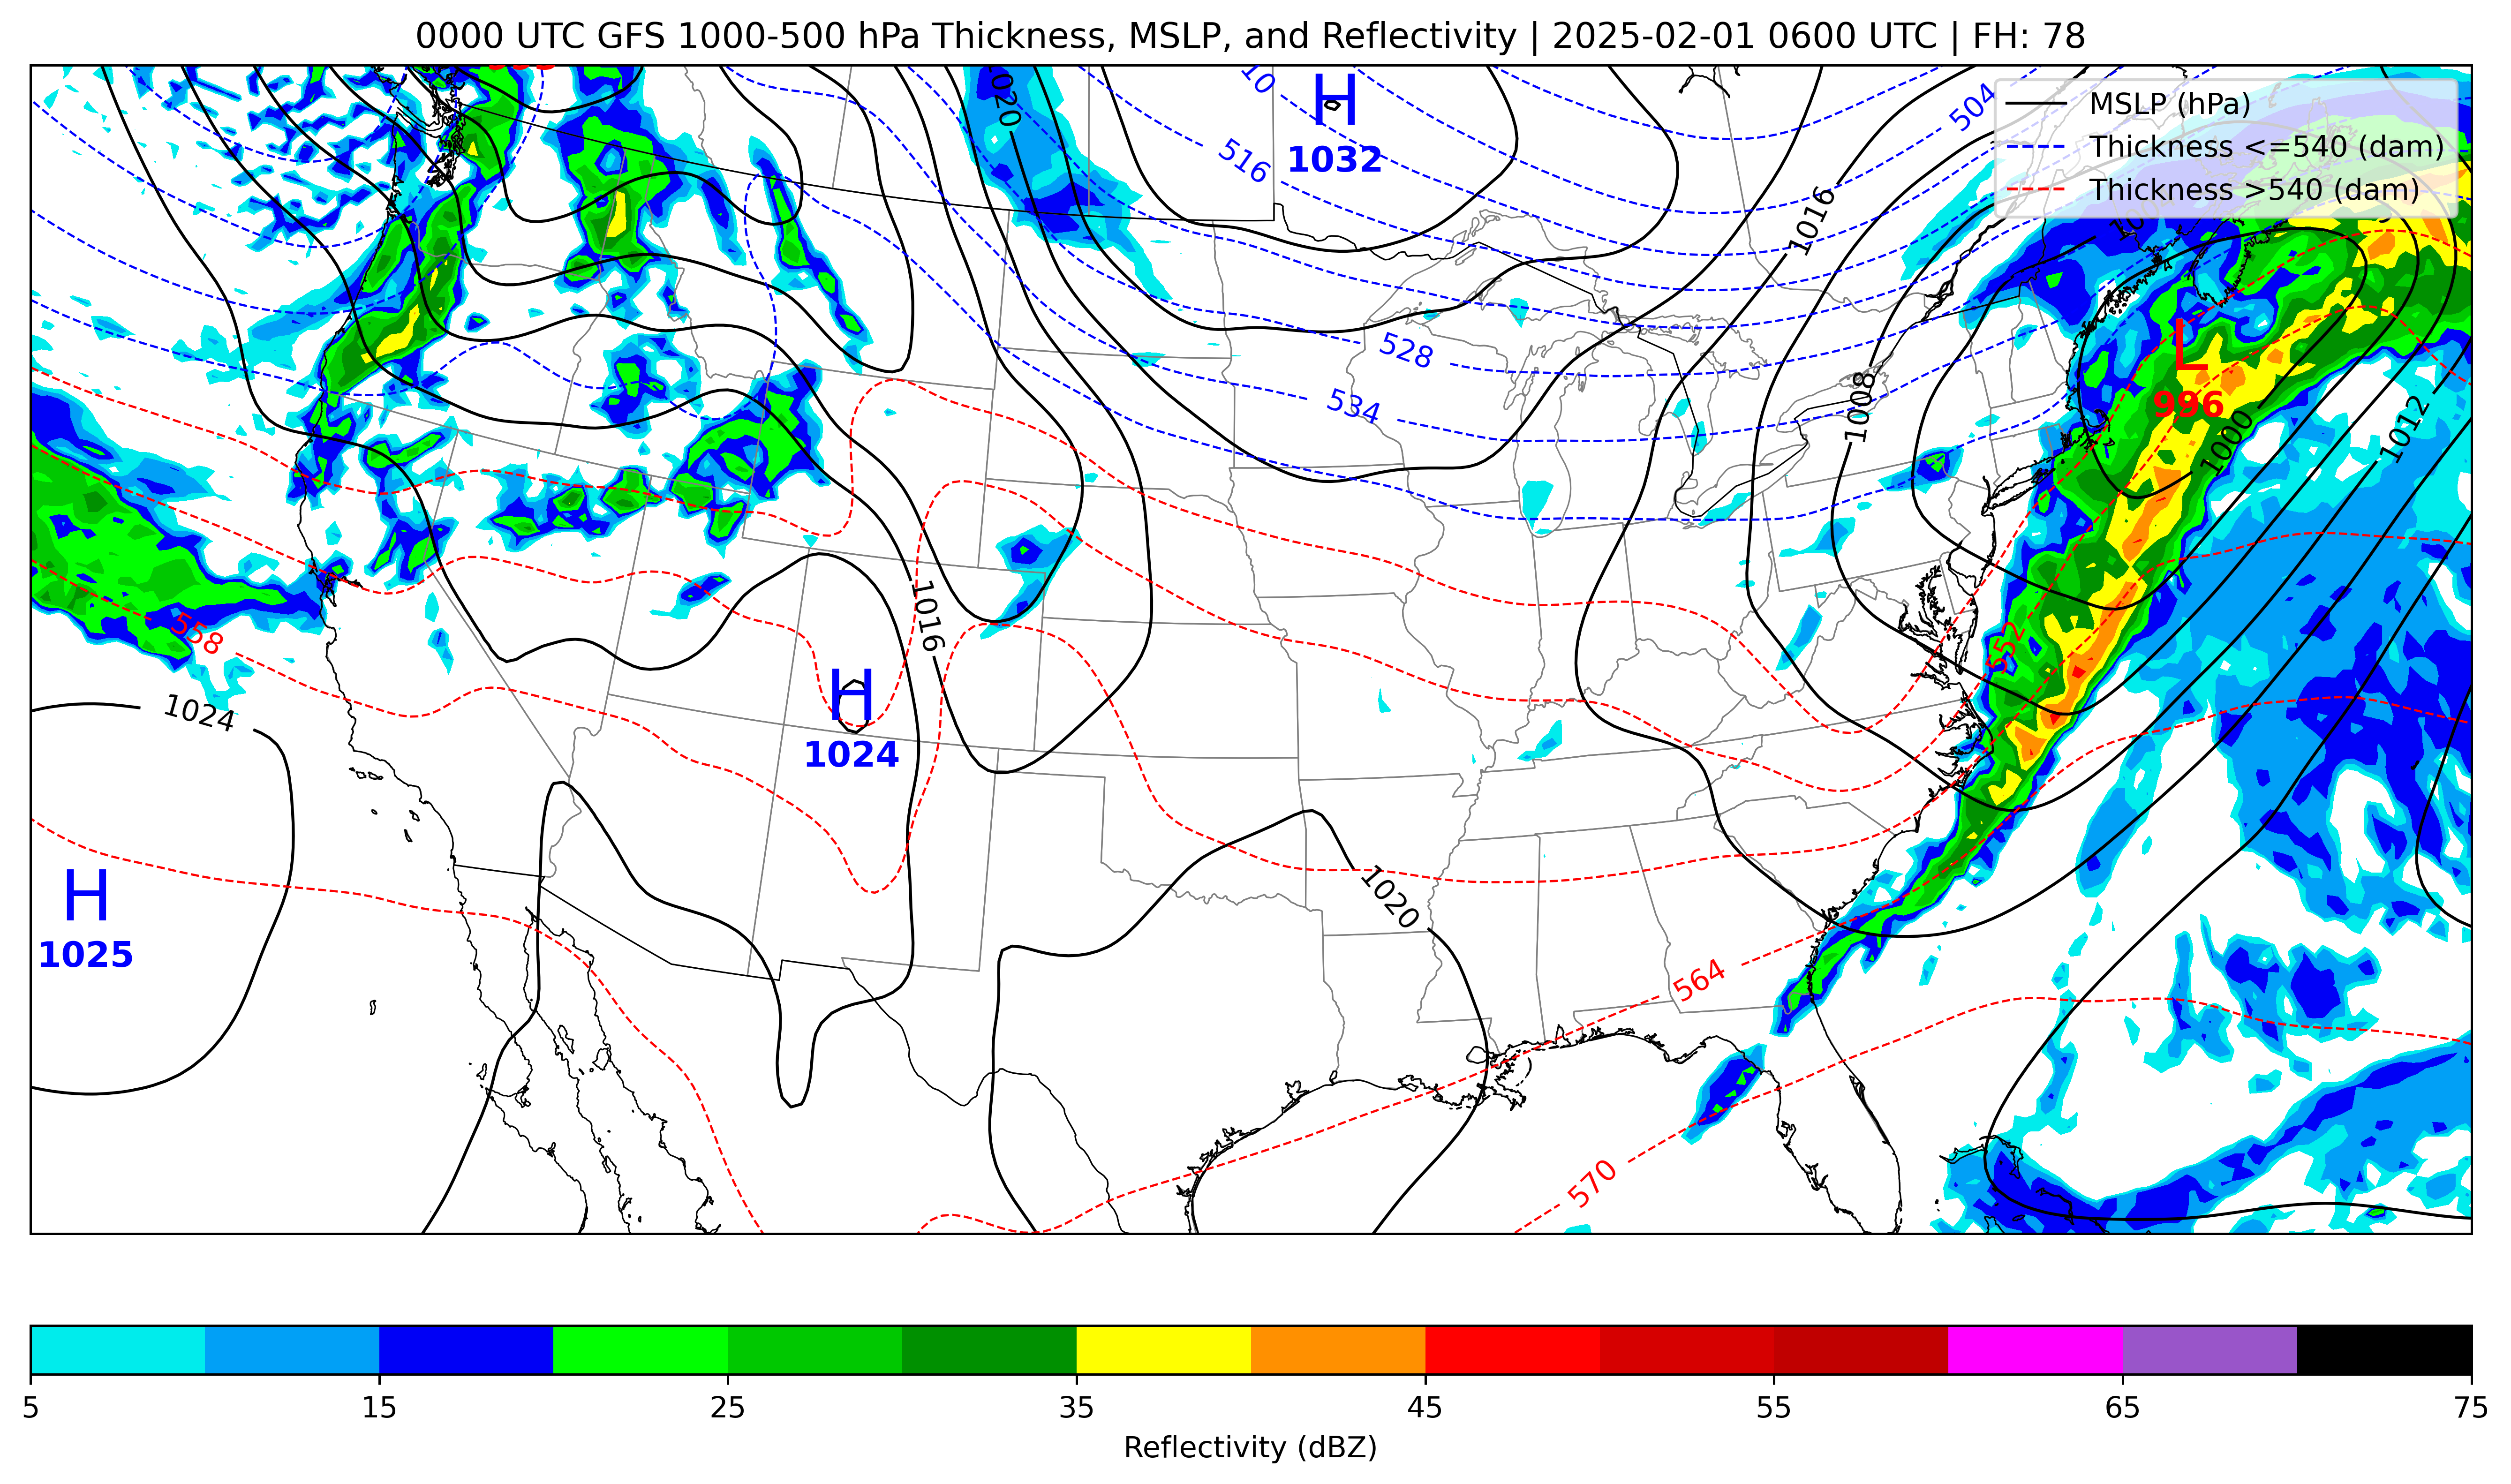 0000 UTC GFS 1000-500 hPa Thickness, MSLP, and Reflectivity | 2025-02-01 0600 UTC | FH: 78
MSLP (hPa)
Thickness <=540 (dam)
Thickness >540 (dam)
H
1032
516
504
1016
528
534
1008
L
996
1000
1012
558
1016
552
1024
H
1024
H
1025
1020
564
570
5 15 25 35 45 55 65 75
Reflectivity (dBZ)